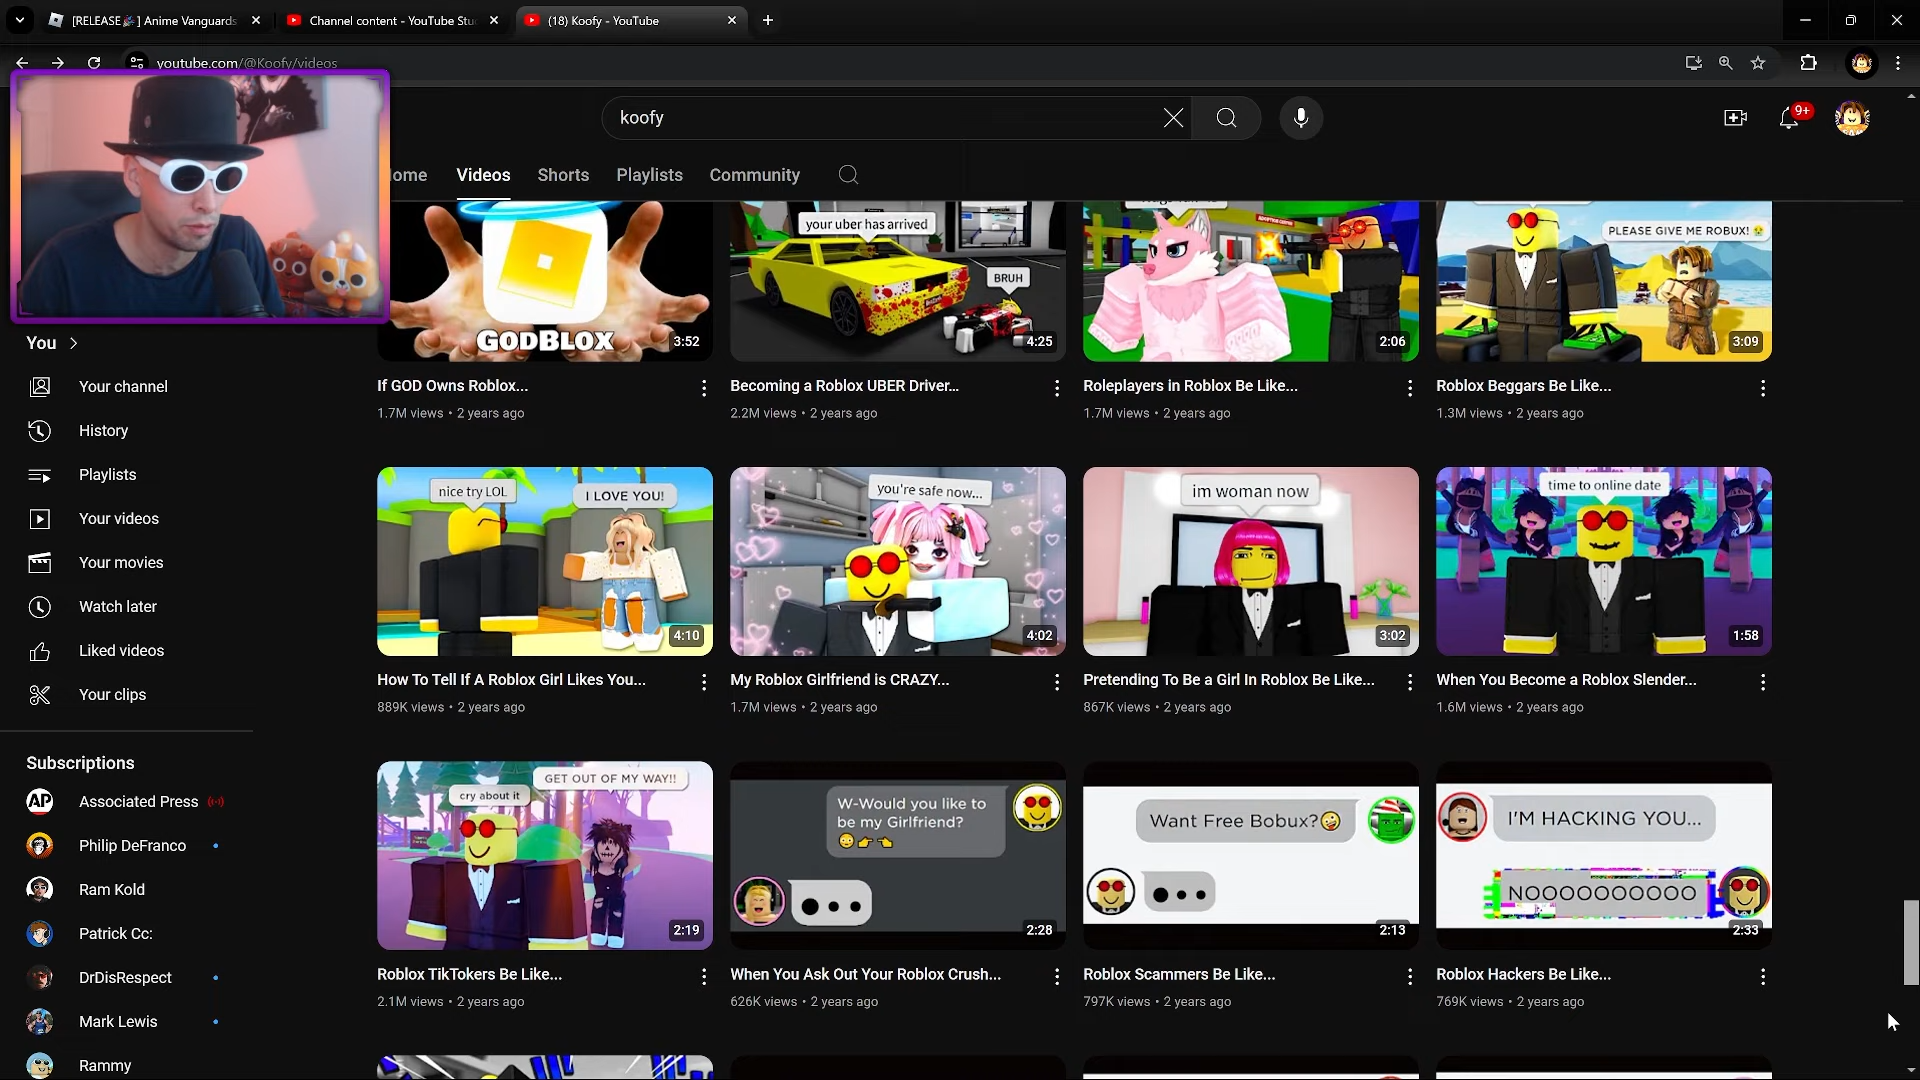 [RELEASE🎉] Anime Vanguards
Channel content - YouTube Stu
(18) Koofy - YouTube
youtube.com/@Koofy/videos
koofy
9+
ome
Videos
Shorts
Playlists
Community
You
Your channel
History
Playlists
Your videos
Your movies
Watch later
Liked videos
Your clips
Subscriptions
AP
Associated Press
Philip DeFranco
Ram Kold
Patrick Cc:
DrDisRespect
Mark Lewis
Rammy
GODBLOX
3:52
your uber has arrived
BRUH
4:25
2:06
PLEASE GIVE ME ROBUX! 😭
3:09
If GOD Owns Roblox...
1.7M views • 2 years ago
Becoming a Roblox UBER Driver...
2.2M views • 2 years ago
Roleplayers in Roblox Be Like...
1.7M views • 2 years ago
Roblox Beggars Be Like...
1.3M views • 2 years ago
nice try LOL
I LOVE YOU!
4:10
you're safe now...
4:02
im woman now
3:02
time to online date
1:58
How To Tell If A Roblox Girl Likes You...
889K views • 2 years ago
My Roblox Girlfriend is CRAZY...
1.7M views • 2 years ago
Pretending To Be a Girl In Roblox Be Like...
867K views • 2 years ago
When You Become a Roblox Slender...
1.6M views • 2 years ago
GET OUT OF MY WAY!!
cry about it
2:19
W-Would you like to
be my Girlfriend?
😳👉👈
2:28
Want Free Bobux?🤪
2:13
I'M HACKING YOU...
NOOOOOOOOOO
2:33
Roblox TikTokers Be Like...
2.1M views • 2 years ago
When You Ask Out Your Roblox Crush...
626K views • 2 years ago
Roblox Scammers Be Like...
797K views • 2 years ago
Roblox Hackers Be Like...
769K views • 2 years ago